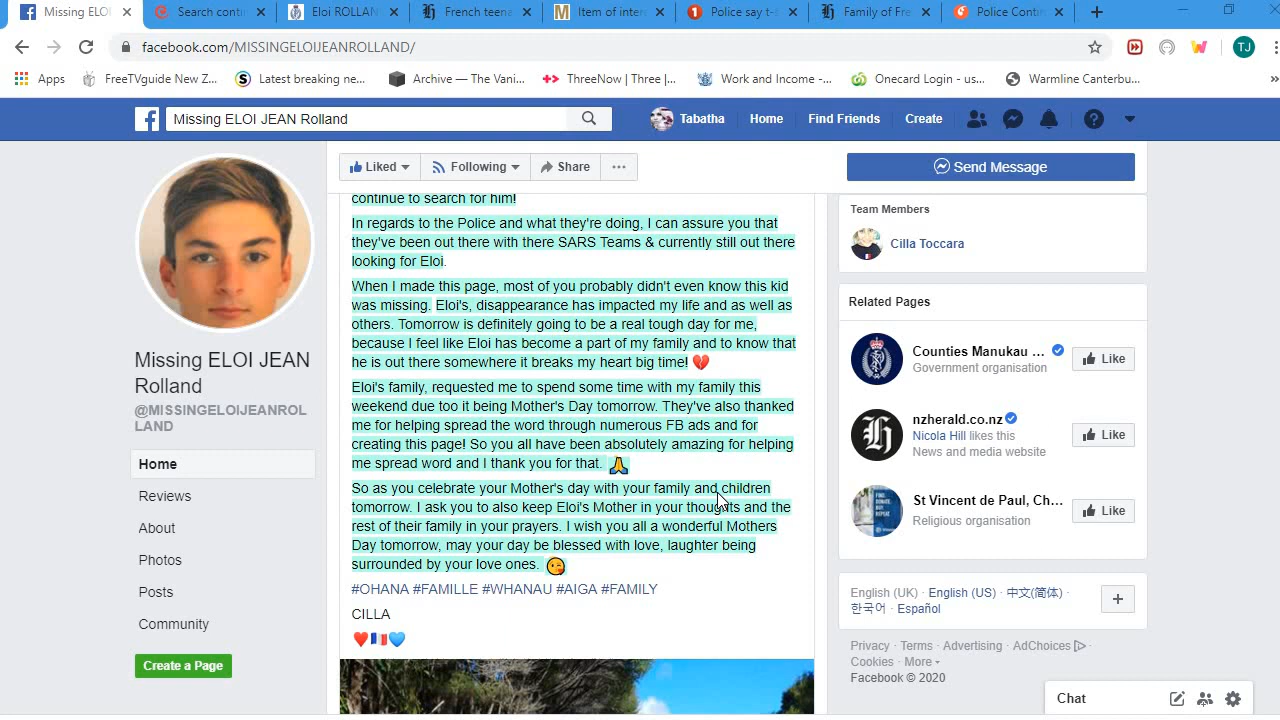 Missing ELOI
Search conti
Eloi ROLLAN
French teena
Item of inter
Police say t-s
Family of Fre
Police Contin
facebook.com/MISSINGELOIJEANROLLAND/
TJ
Apps
FreeTVguide New Z...
Latest breaking ne...
Archive — The Vani...
ThreeNow | Three |...
Work and Income -...
Onecard Login - us...
Warmline Canterbu...
Missing ELOI JEAN Rolland
Tabatha
Home
Find Friends
Create
Liked
Following
Share
Send Message
Missing ELOI JEAN
Rolland
@MISSINGELOIJEANROL
LAND
Home
Reviews
About
Photos
Posts
Community
Create a Page
continue to search for him!
In regards to the Police and what they're doing, I can assure you that
they've been out there with there SARS Teams & currently still out there
looking for Eloi.
When I made this page, most of you probably didn't even know this kid
was missing. Eloi's, disappearance has impacted my life and as well as
others. Tomorrow is definitely going to be a real tough day for me,
because I feel like Eloi has become a part of my family and to know that
he is out there somewhere it breaks my heart big time! 💔
Eloi's family, requested me to spend some time with my family this
weekend due too it being Mother's Day tomorrow. They've also thanked
me for helping spread the word through numerous FB ads and for
creating this page! So you all have been absolutely amazing for helping
me spread word and I thank you for that. 🙏
So as you celebrate your Mother's day with your family and children
tomorrow. I ask you to also keep Eloi's Mother in your thoughts and the
rest of their family in your prayers. I wish you all a wonderful Mothers
Day tomorrow, may your day be blessed with love, laughter being
surrounded by your love ones. 😘
#OHANA #FAMILLE #WHANAU #AIGA #FAMILY
CILLA
❤️🇫🇷💙
Team Members
Cilla Toccara
Related Pages
Counties Manukau ...
Government organisation
Like
nzherald.co.nz
Nicola Hill likes this
News and media website
Like
St Vincent de Paul, Ch...
Religious organisation
Like
English (UK) · English (US) · 中文(简体) ·
한국어 · Español
Privacy · Terms · Advertising · AdChoices ·
Cookies · More
Facebook © 2020
Chat